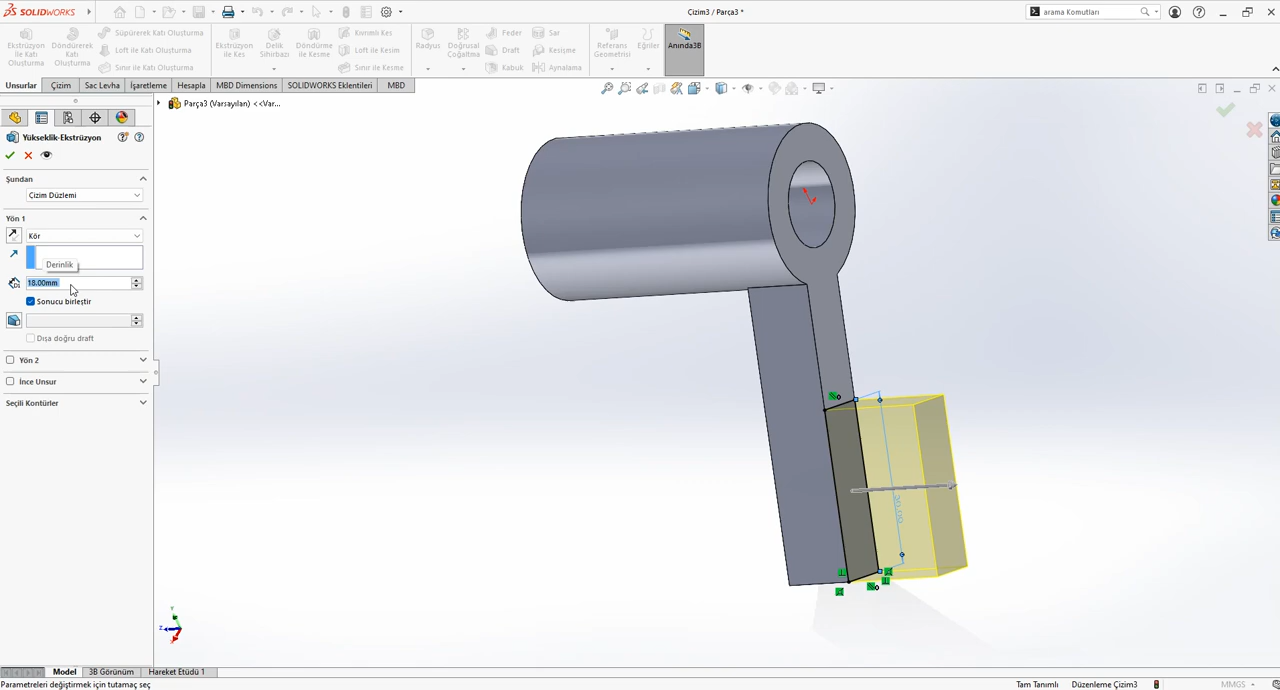 SOLIDWORKS
Çizim3 / Parça3 *
arama Komutları
Ekstrüzyon ile Katı Oluşturma
Döndürerek Katı Oluşturma
Süpürerek Katı Oluşturma
Loft ile Katı Oluşturma
Sınır ile Katı Oluşturma
Ekstrüzyon ile Kes
Delik Sihirbazı
Döndürme ile Kesme
Kıvrımlı Kes
Loft ile Kesim
Sınır ile Kesme
Radyus
Doğrusal Çoğaltma
Feder
Draft
Kabuk
Sar
Kesişme
Aynalama
Referans Geometrisi
Eğriler
Anında3B
Unsurlar
Çizim
Sac Levha
İşaretleme
Hesapla
MBD Dimensions
SOLIDWORKS Eklentileri
MBD
Parça3 (Varsayılan) <<Var...
Yükseklik-Ekstrüzyon
Şundan
Çizim Düzlemi
Yön 1
Kör
Derinlik
18.00mm
Sonucu birleştir
Dışa doğru draft
Yön 2
İnce Unsur
Seçili Kontürler
20.00
Y
Z
X
Model
3B Görünüm
Hareket Etüdü 1
Parametreleri değiştirmek için tutamaç seç
Tam Tanımlı
Düzenleme Çizim3
MMGS